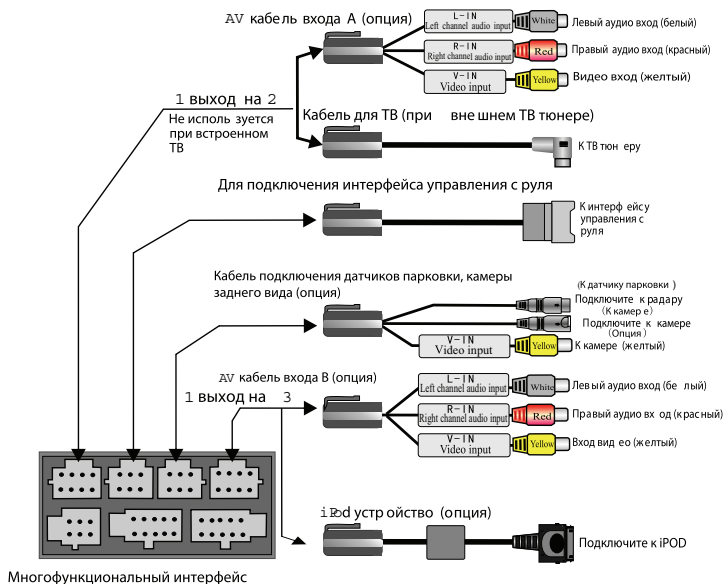 AV кабель входа А (опция)
L-IN
Left channel audio input
White
Левый аудио вход (белый)
R-IN
Right channel audio input
Red
Правый аудио вход (красный)
V-IN
Video input
Yellow
Видео вход (желтый)
1 выход на 2
Не исполь зуется
при встроенном
ТВ
Кабель для ТВ (при вне шнем ТВ тюнере)
К ТВ тюн еру
Для подключения интерфейса управления с руля
К интерф ейсу
управления с
руля
Кабель подключения датчиков парковки, камеры
заднего вида (опция)
(К датчику парковки )
Подключите к радару
(К камер е)
Подключите к камере
(Опция )
V-IN
Video input
Yellow
К камере (желтый)
AV кабель входа В (опция)
1 выход на 3
L-IN
Left channel audio input
White
Левый аудио вход (бе лый)
R-IN
Right channel audio input
Red
Правый аудио вх од (красный)
V-IN
Video input
Yellow
Вход вид ео (желтый)
iPod устр ойство (опция)
Подключите к iPOD
Многофункциональный интерфейс